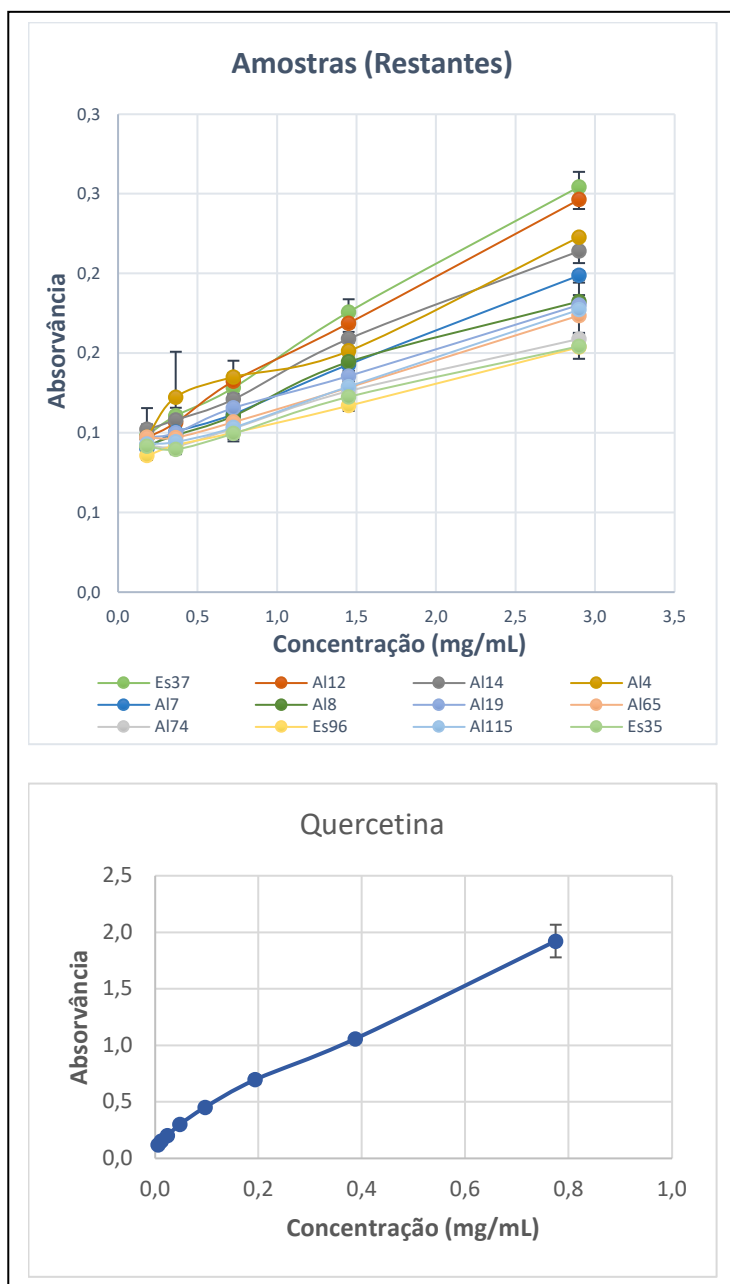 Amostras (Restantes)
0,3
0,3
0,2
0,2
0,1
0,1
0,0
Absorvância
0,0 0,5 1,0 1,5 2,0 2,5 3,0 3,5
Concentração (mg/mL)
Es37 Al12 Al14 Al4
Al7 Al8 Al19 Al65
Al74 Es96 Al115 Es35
Quercetina
2,5
2,0
1,5
1,0
0,5
0,0
Absorvância
0,0 0,2 0,4 0,6 0,8 1,0
Concentração (mg/mL)